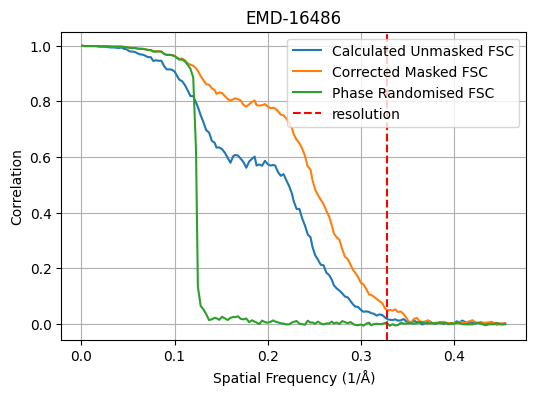 EMD-16486
1.0
0.8
0.6
0.4
0.2
0.0
Correlation
Calculated Unmasked FSC
Corrected Masked FSC
Phase Randomised FSC
resolution
0.0 0.1 0.2 0.3 0.4
Spatial Frequency (1/Å)